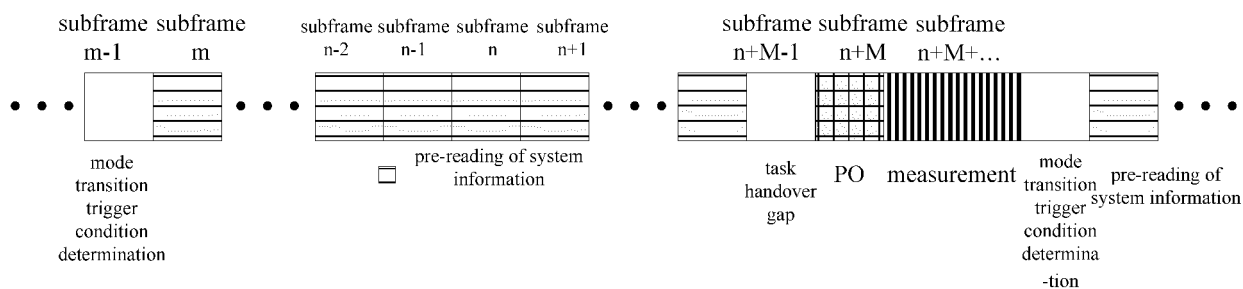 subframe
m-1
subframe
m
subframe
n-2
subframe
n-1
subframe
n
subframe
n+1
subframe
n+M-1
subframe
n+M
subframe
n+M+…
mode
transition
trigger
condition
determination
pre-reading of system
information
task
handover
gap
PO
measurement
mode
transition
trigger
condition
determina
-tion
pre-reading of
system information